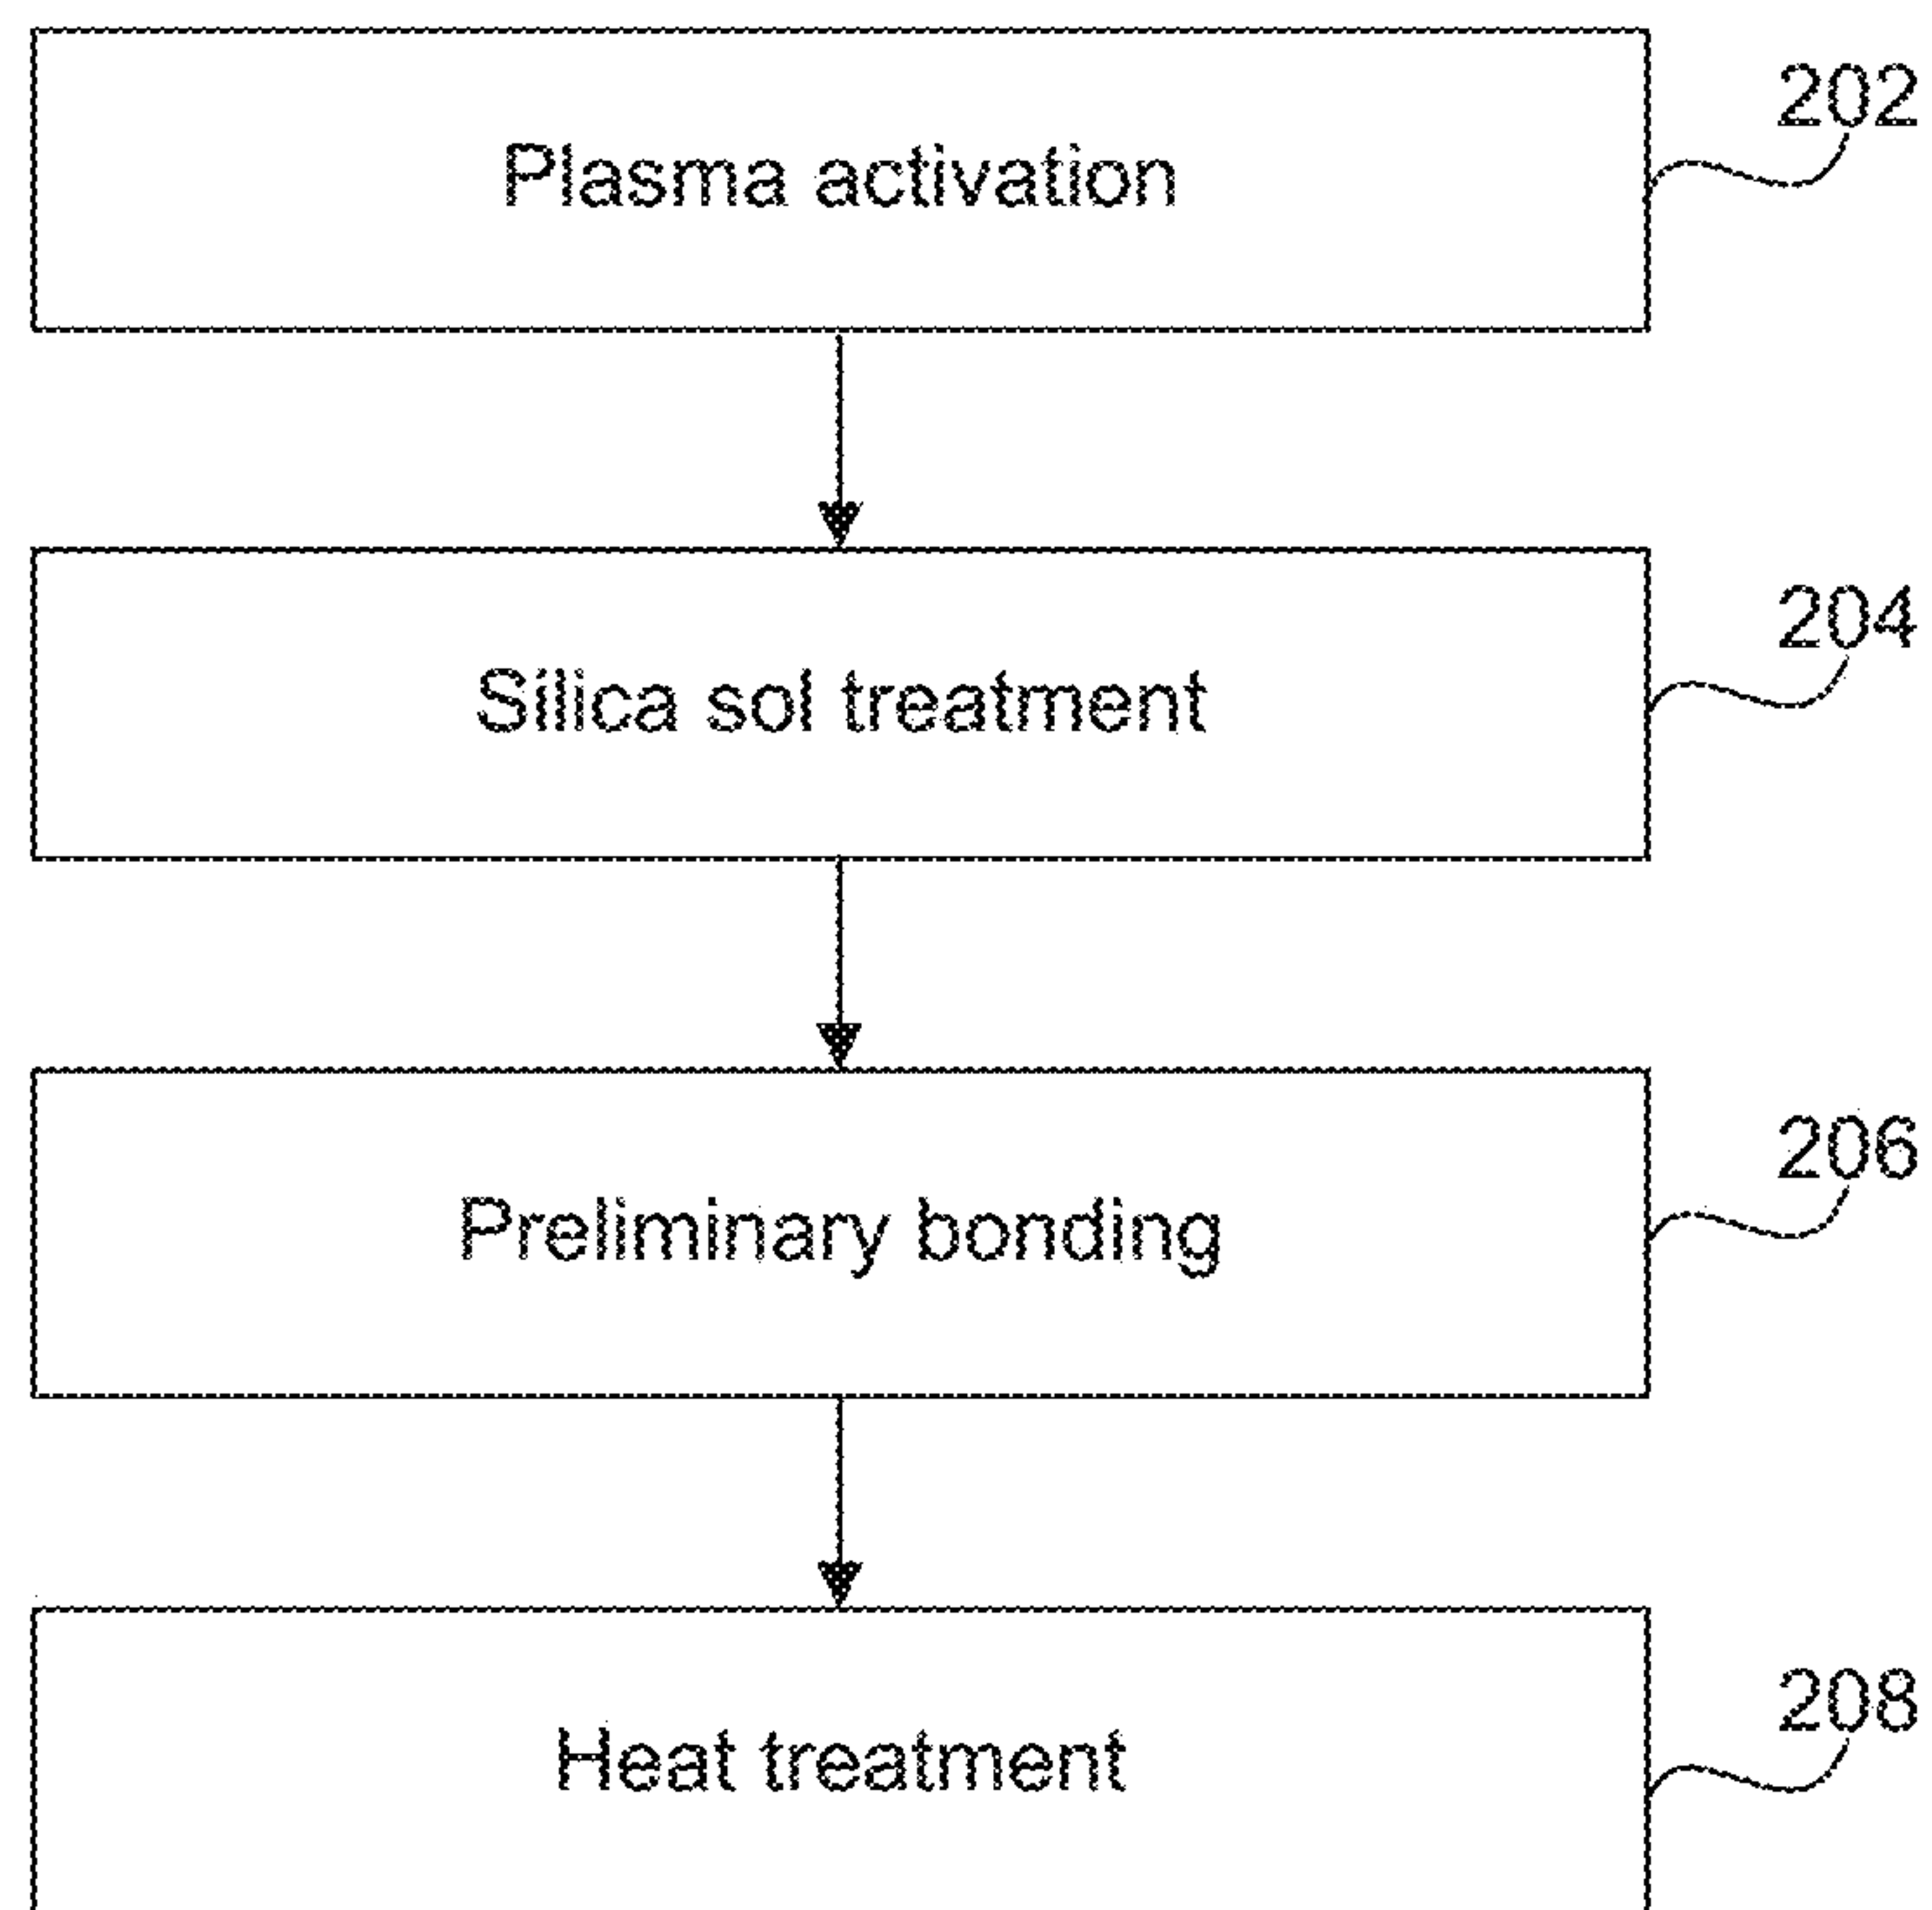 202
Plasma activation
204
Silica sol treatment
206
Preliminary bonding
208
Heat treatment